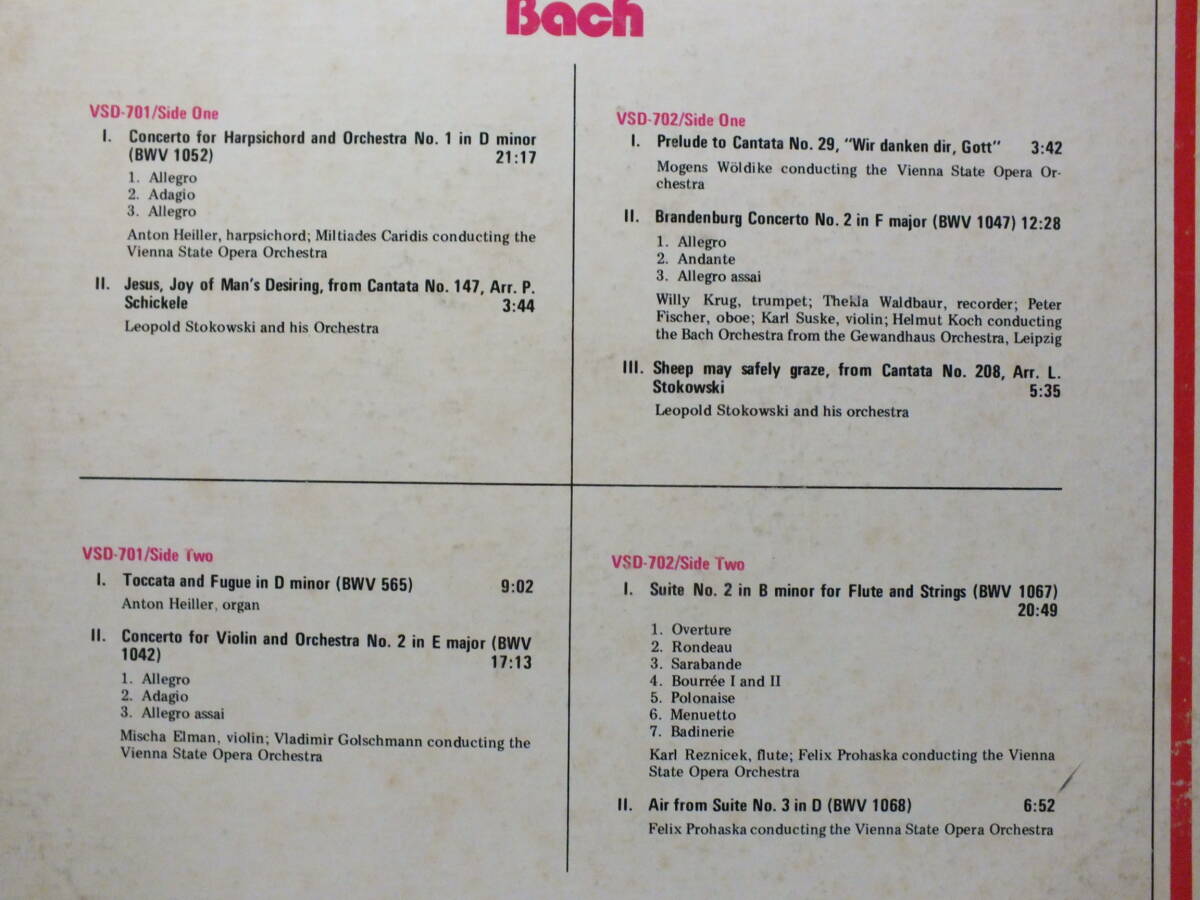 Bach
VSD-701/Side One
I. Concerto for Harpsichord and Orchestra No. 1 in D minor
(BWV 1052) 21:17
1. Allegro
2. Adagio
3. Allegro
Anton Heiller, harpsichord; Miltiades Caridis conducting the
Vienna State Opera Orchestra
II. Jesus, Joy of Man's Desiring, from Cantata No. 147, Arr. P.
Schickele 3:44
Leopold Stokowski and his Orchestra
VSD-702/Side One
I. Prelude to Cantata No. 29, "Wir danken dir, Gott" 3:42
Mogens Wöldike conducting the Vienna State Opera Or-
chestra
II. Brandenburg Concerto No. 2 in F major (BWV 1047) 12:28
1. Allegro
2. Andante
3. Allegro assai
Willy Krug, trumpet; Thekla Waldbaur, recorder; Peter
Fischer, oboe; Karl Suske, violin; Helmut Koch conducting
the Bach Orchestra from the Gewandhaus Orchestra, Leipzig
III. Sheep may safely graze, from Cantata No. 208, Arr. L.
Stokowski 5:35
Leopold Stokowski and his orchestra
VSD-701/Side Two
I. Toccata and Fugue in D minor (BWV 565) 9:02
Anton Heiller, organ
II. Concerto for Violin and Orchestra No. 2 in E major (BWV
1042) 17:13
1. Allegro
2. Adagio
3. Allegro assai
Mischa Elman, violin; Vladimir Golschmann conducting the
Vienna State Opera Orchestra
VSD-702/Side Two
I. Suite No. 2 in B minor for Flute and Strings (BWV 1067)
20:49
1. Overture
2. Rondeau
3. Sarabande
4. Bourrée I and II
5. Polonaise
6. Menuetto
7. Badinerie
Karl Reznicek, flute; Felix Prohaska conducting the Vienna
State Opera Orchestra
II. Air from Suite No. 3 in D (BWV 1068) 6:52
Felix Prohaska conducting the Vienna State Opera Orchestra